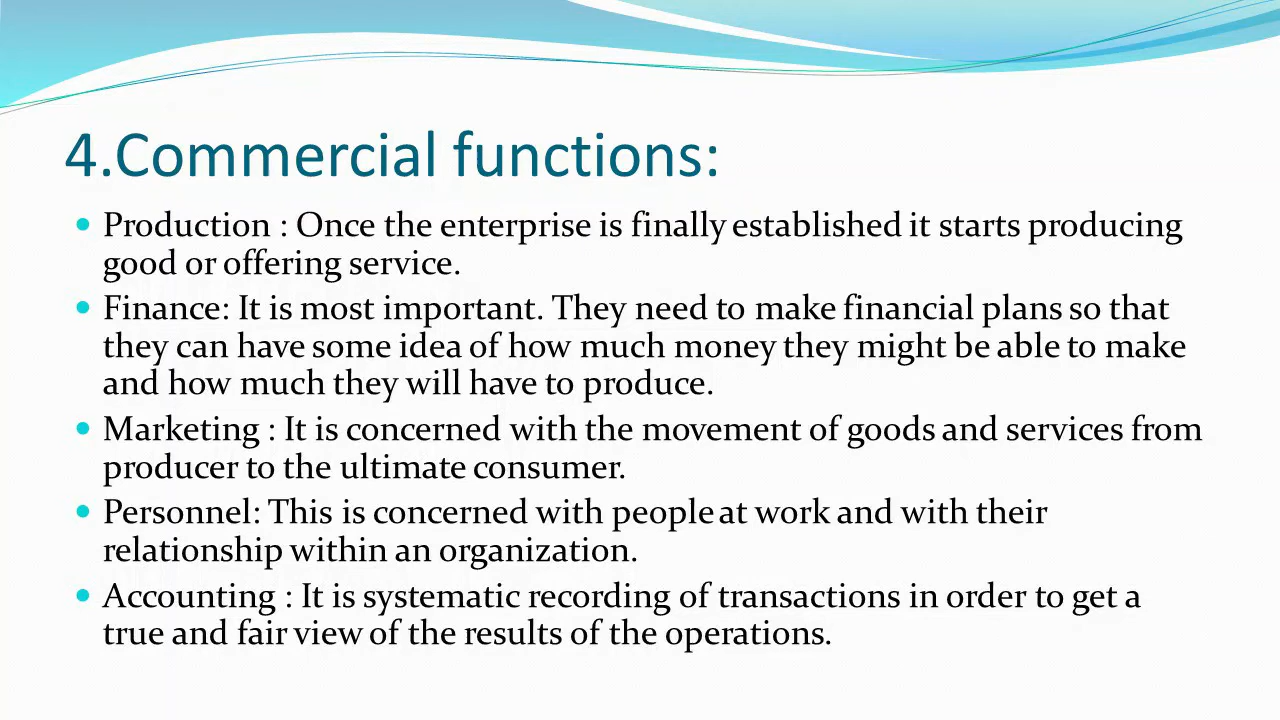 4.Commercial functions:
Production : Once the enterprise is finally established it starts producing
good or offering service.
Finance: It is most important. They need to make financial plans so that
they can have some idea of how much money they might be able to make
and how much they will have to produce.
Marketing : It is concerned with the movement of goods and services from
producer to the ultimate consumer.
Personnel: This is concerned with people at work and with their
relationship within an organization.
Accounting : It is systematic recording of transactions in order to get a
true and fair view of the results of the operations.